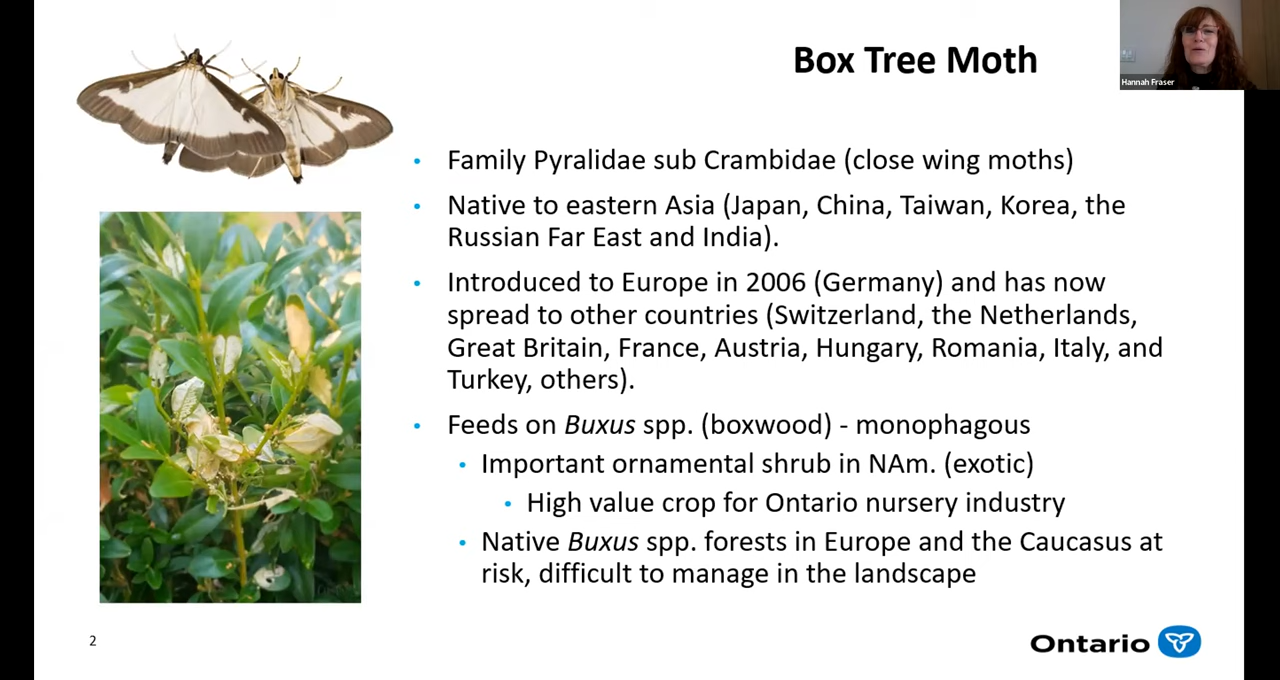 Box Tree Moth
Hannah Fraser
• Family Pyralidae sub Crambidae (close wing moths)
• Native to eastern Asia (Japan, China, Taiwan, Korea, the
Russian Far East and India).
• Introduced to Europe in 2006 (Germany) and has now
spread to other countries (Switzerland, the Netherlands,
Great Britain, France, Austria, Hungary, Romania, Italy, and
Turkey, others).
• Feeds on Buxus spp. (boxwood) - monophagous
• Important ornamental shrub in NAm. (exotic)
• High value crop for Ontario nursery industry
• Native Buxus spp. forests in Europe and the Caucasus at
risk, difficult to manage in the landscape
2
Ontario